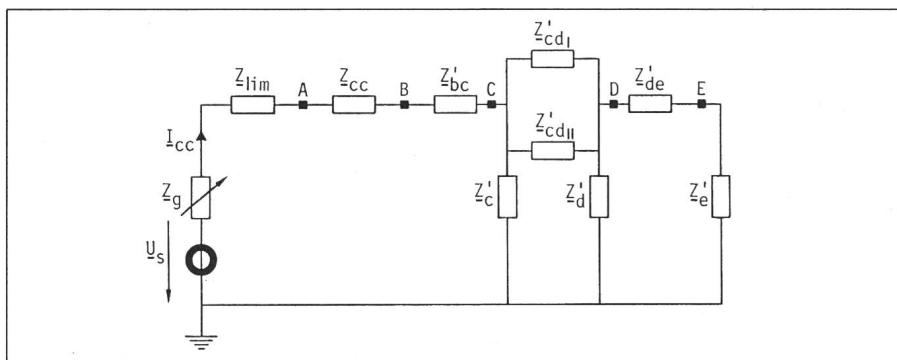 Z'cdI
Zlim A Zcc B Z'bc C D Z'de E
Z'cdII
Icc
Zg Z'c Z'd Z'e
Us